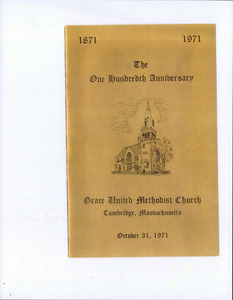 1871 1971
The
One Hundredth Anniversary
Grace United Methodist Church
Cambridge, Massachusetts
October 31, 1971